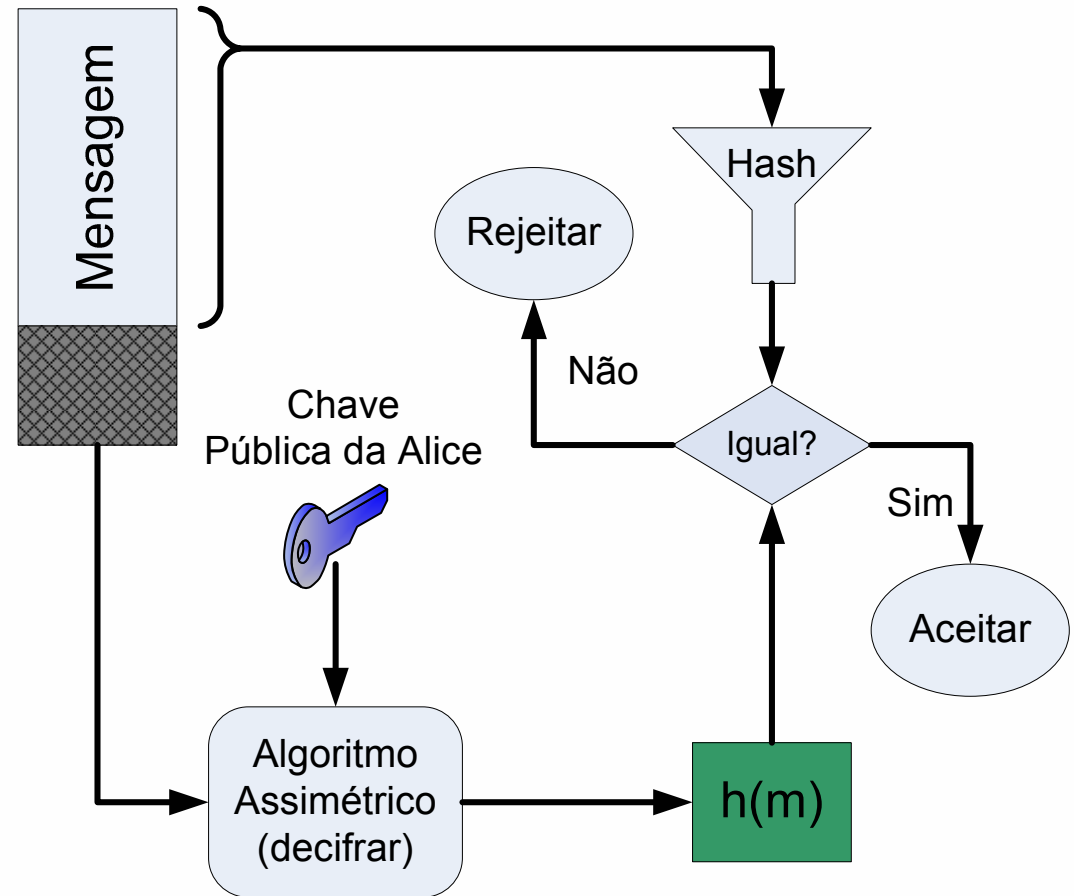 Mensagem
Hash
Rejeitar
Não
Chave
Pública da Alice
Igual?
Sim
Aceitar
Algoritmo
Assimétrico
(decifrar)
h(m)